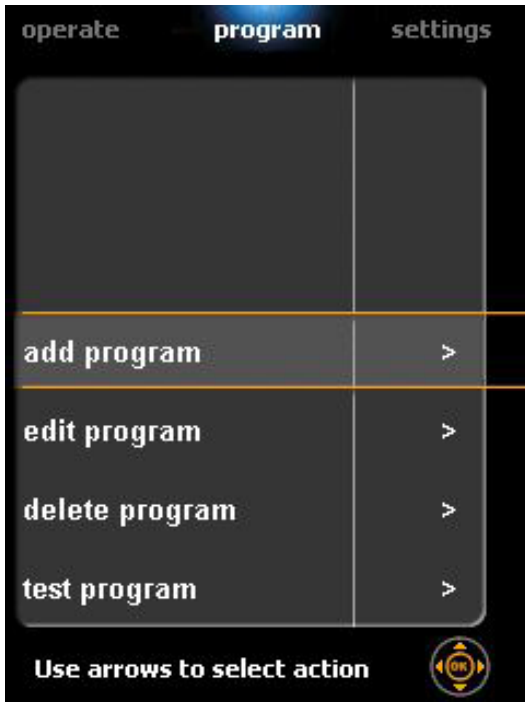 operate program settings
add program >
edit program >
delete program >
test program >
Use arrows to select action OK